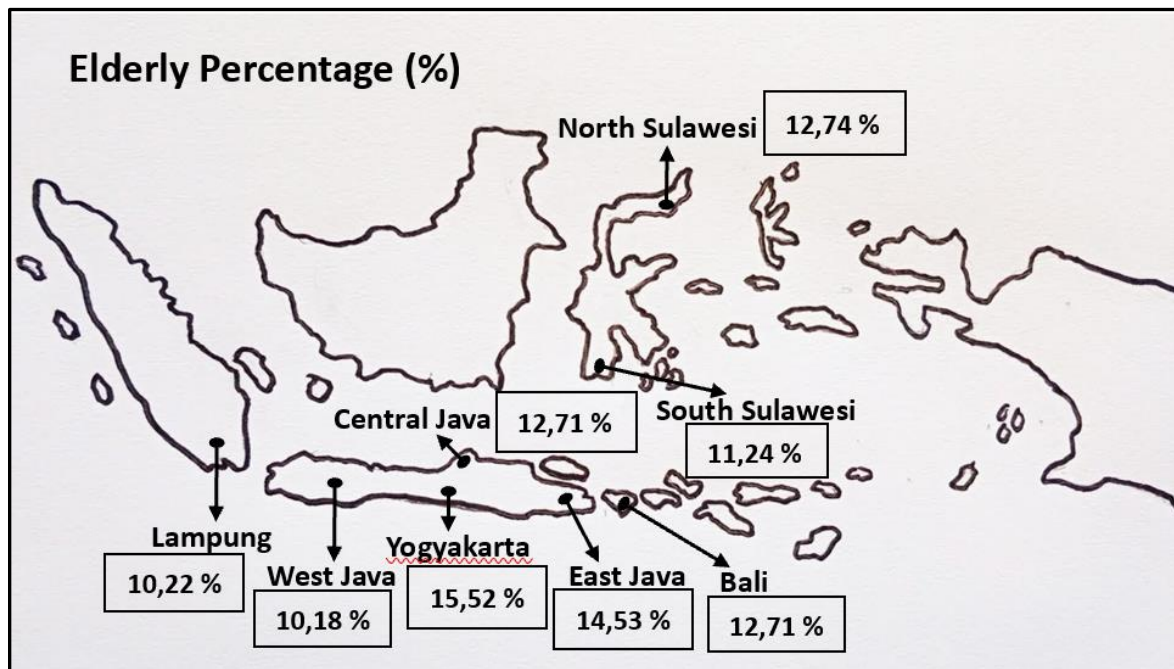 Elderly Percentage (%)
North Sulawesi
12,74 %
Central Java
12,71 %
South Sulawesi
11,24 %
Lampung
10,22 %
West Java
10,18 %
Yogyakarta
15,52 %
East Java
14,53 %
Bali
12,71 %